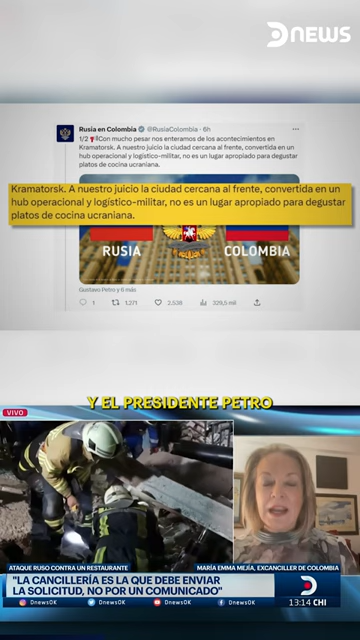 D NEWS
Rusia en Colombia @RusiaColombia · 6h
1/2 Con mucho pesar nos enteramos de los acontecimientos en
Kramatorsk. A nuestro juicio la ciudad cercana al frente, convertida en un
hub operacional y logístico-militar, no es un lugar apropiado para degustar
platos de cocina ucraniana.
Kramatorsk. A nuestro juicio la ciudad cercana al frente, convertida en un
hub operacional y logístico-militar, no es un lugar apropiado para degustar
platos de cocina ucraniana.
RUSIA COLOMBIA
Gustavo Petro y 6 más
1 1.271 2.538 329,5 mil
Y EL PRESIDENTE PETRO
VIVO
ATAQUE RUSO CONTRA UN RESTAURANTE
MARÍA EMMA MEJÍA, EXCANCILLER DE COLOMBIA
"LA CANCILLERÍA ES LA QUE DEBE ENVIAR
LA SOLICITUD, NO POR UN COMUNICADO"
DnewsOK DnewsOK DnewsOK DnewsOK
13:14 CHI